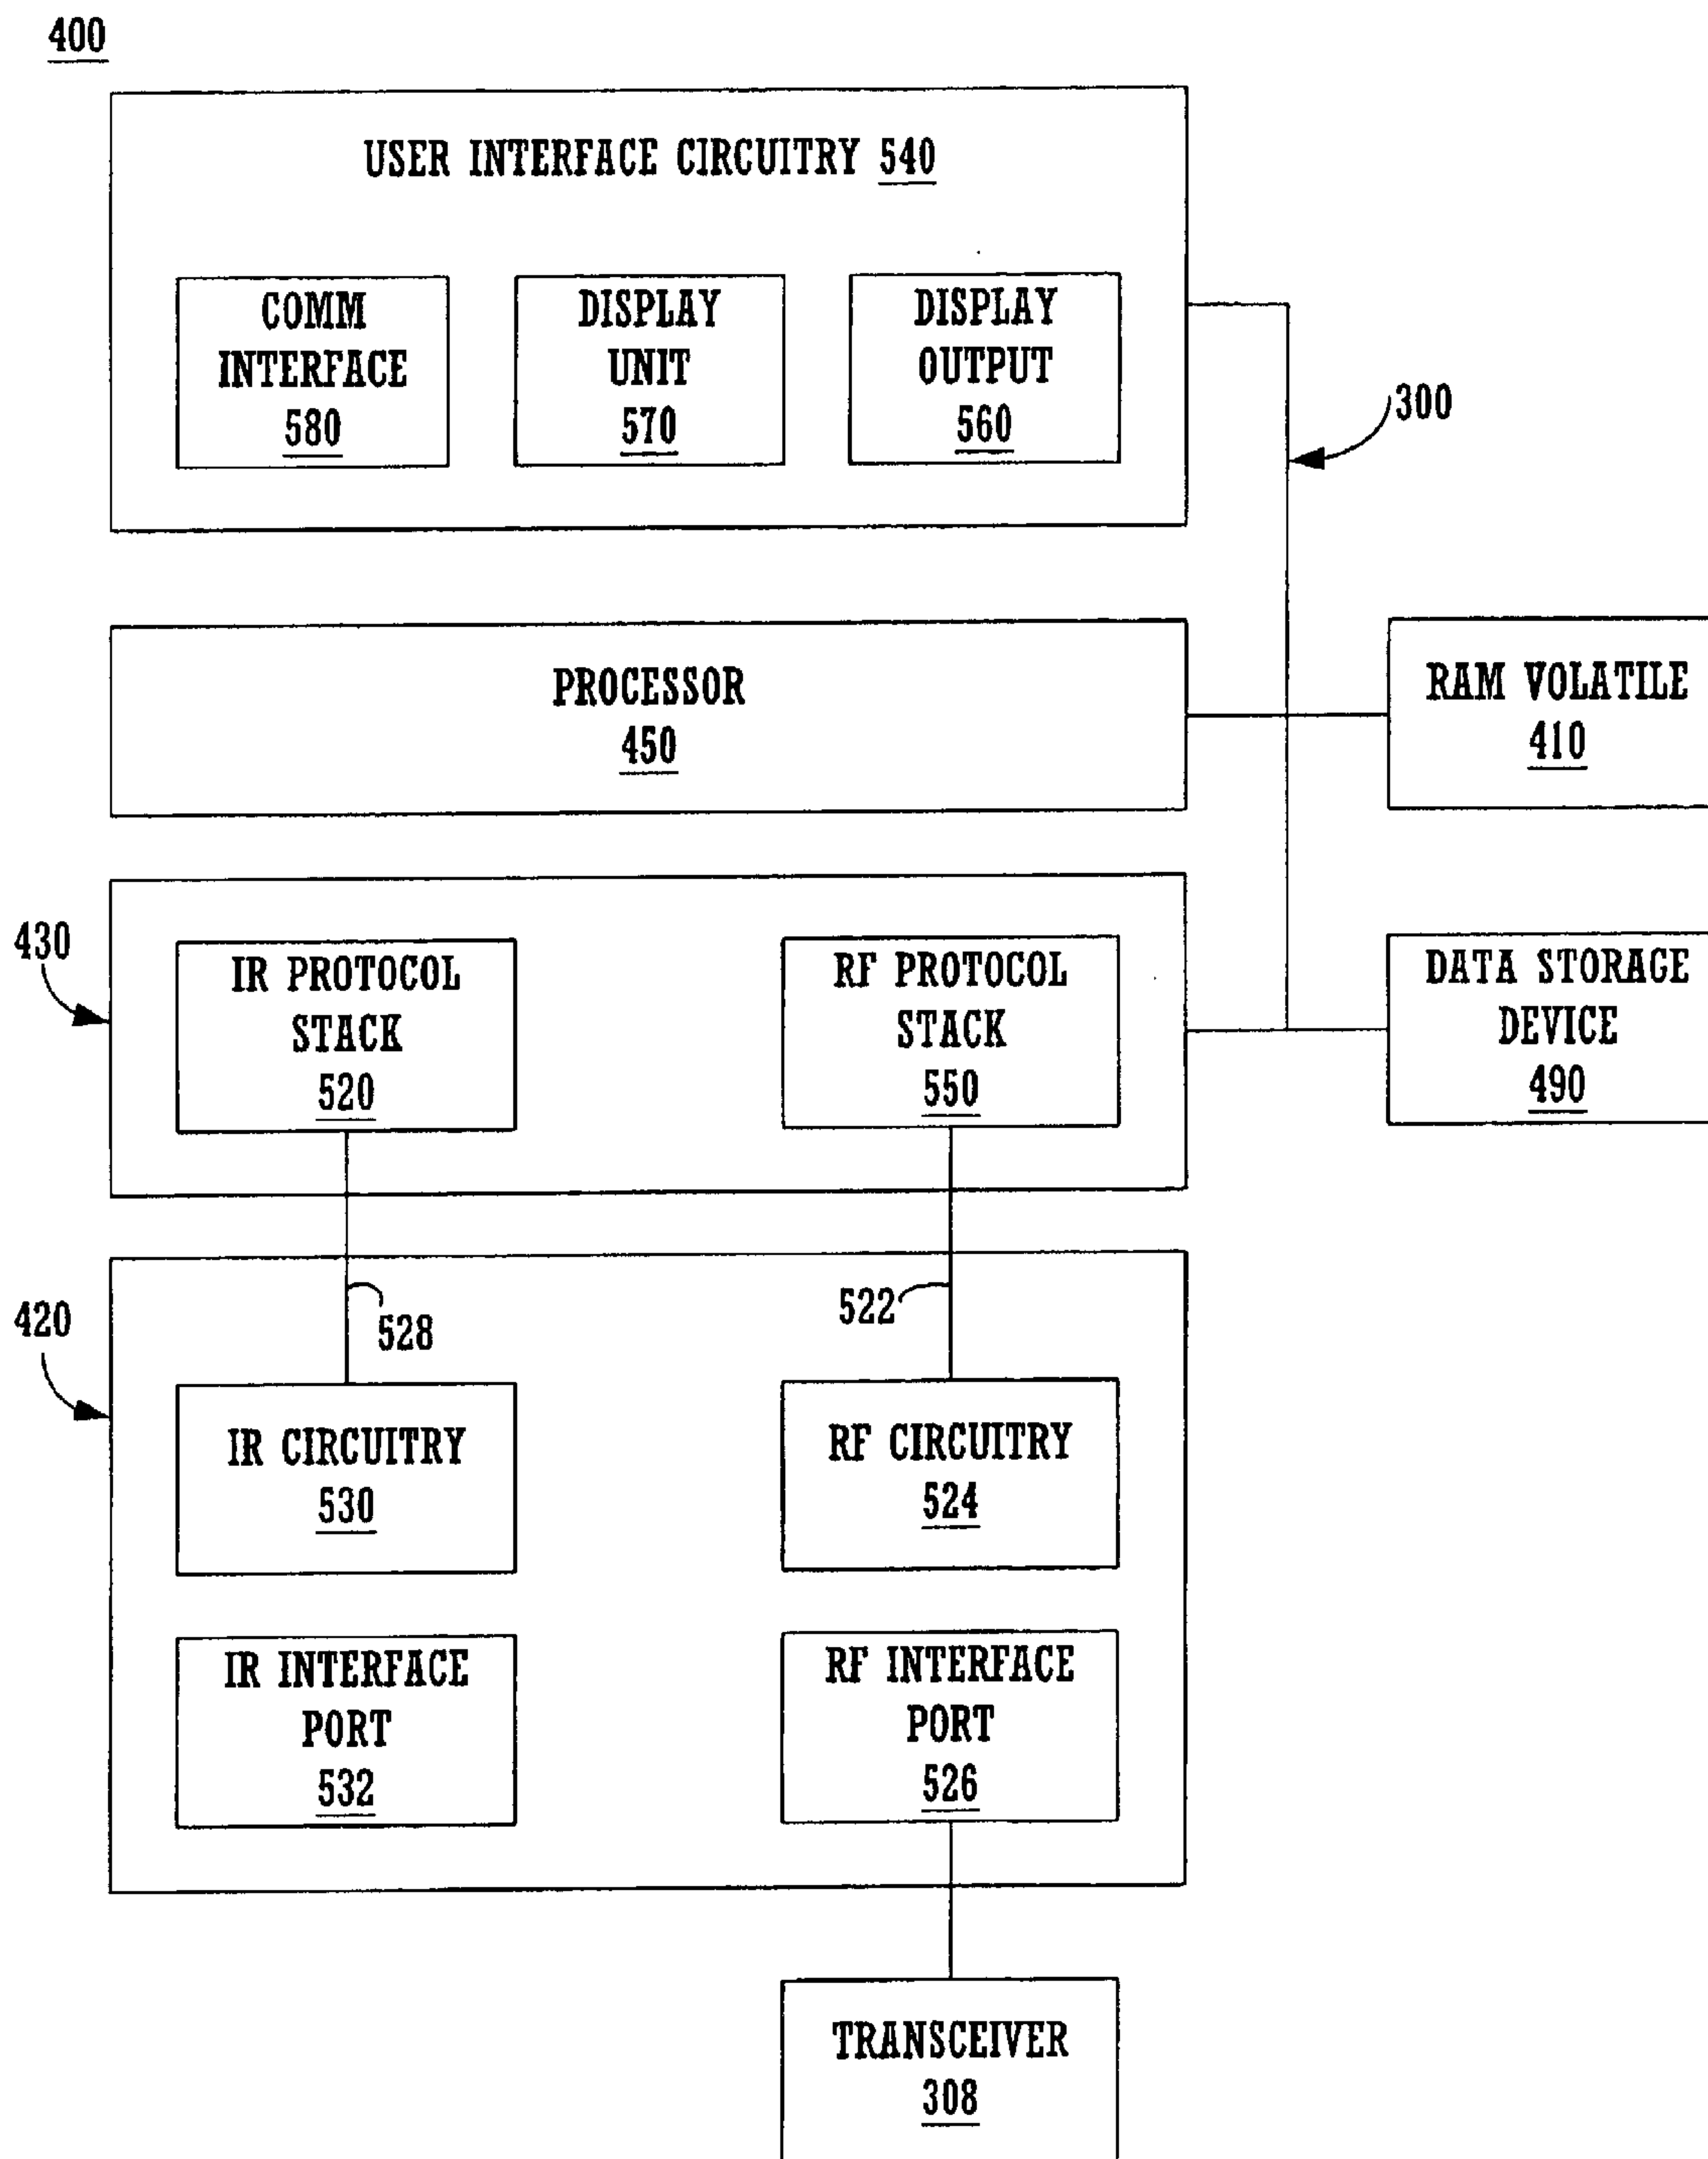 400
USER INTERFACE CIRCUITRY 540
COMM
INTERFACE
580
DISPLAY
UNIT
570
DISPLAY
OUTPUT
560
300
PROCESSOR
450
RAM VOLATILE
410
430
IR PROTOCOL
STACK
520
RF PROTOCOL
STACK
550
DATA STORAGE
DEVICE
490
420
528
522
IR CIRCUITRY
530
RF CIRCUITRY
524
IR INTERFACE
PORT
532
RF INTERFACE
PORT
526
TRANSCEIVER
308